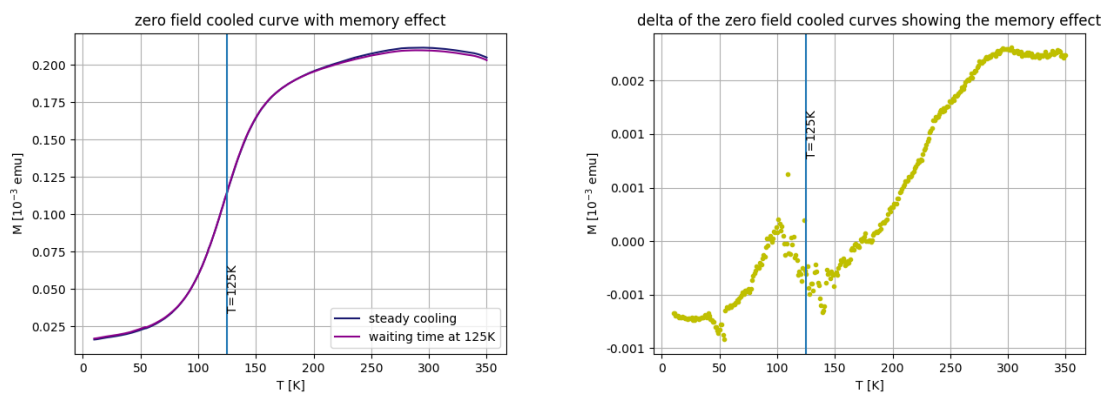 zero field cooled curve with memory effect
M [10⁻³ emu]
0.200
0.175
0.150
0.125
0.100
0.075
0.050
0.025
T=125K
steady cooling
waiting time at 125K
0 50 100 150 200 250 300 350
T [K]
delta of the zero field cooled curves showing the memory effect
M [10⁻³ emu]
0.002
0.001
0.001
0.000
-0.001
-0.001
T=125K
0 50 100 150 200 250 300 350
T [K]